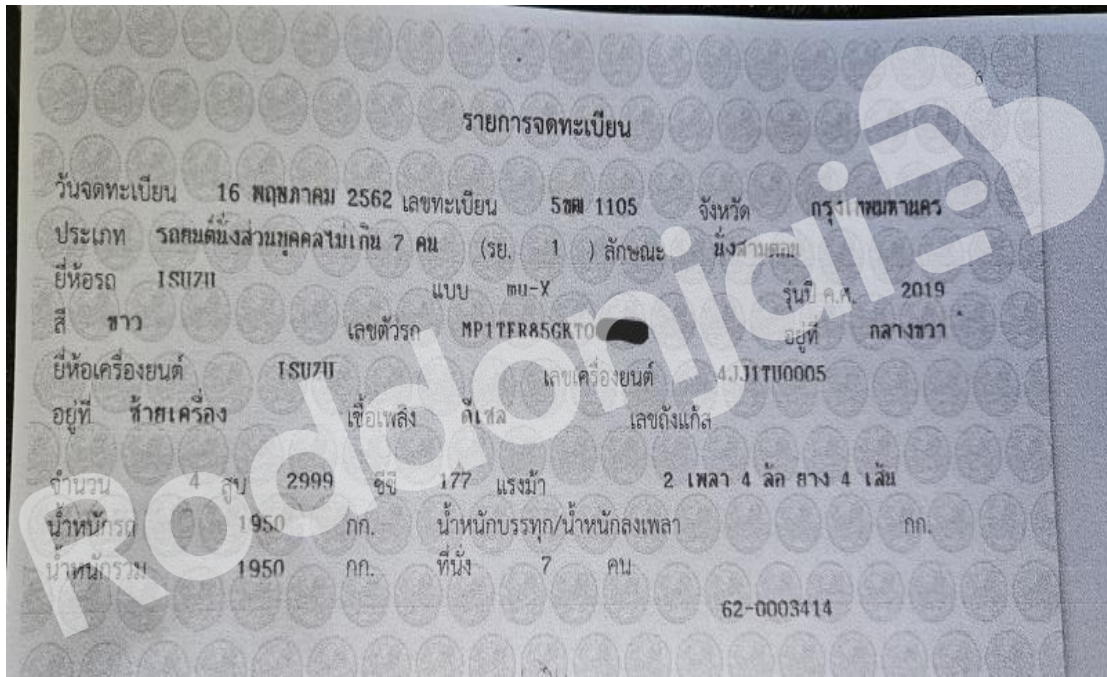 6
รายการจดทะเบียน
วันจดทะเบียน 16 พฤษภาคม 2562 เลขทะเบียน 5ขฒ 1105 จังหวัด กรุงเทพมหานคร
ประเภท รถยนต์นั่งส่วนบุคคลไม่เกิน 7 คน (รย. 1 ) ลักษณะ นั่งสามตอน
ยี่ห้อรถ ISUZU แบบ mu-X รุ่นปี ค.ศ. 2019
สี ขาว เลขตัวรถ MP1TFR85GKT0 อยู่ที่ กลางขวา
ยี่ห้อเครื่องยนต์ ISUZU เลขเครื่องยนต์ 4JJ1TU0005
อยู่ที่ ซ้ายเครื่อง เชื้อเพลิง ดีเซล เลขถังแก๊ส
จำนวน 4 สูบ 2999 ซีซี 177 แรงม้า 2 เพลา 4 ล้อ ยาง 4 เส้น
น้ำหนักรถ 1950 กก. น้ำหนักบรรทุก/น้ำหนักลงเพลา กก.
น้ำหนักรวม 1950 กก. ที่นั่ง 7 คน
62-0003414
Roddonjai